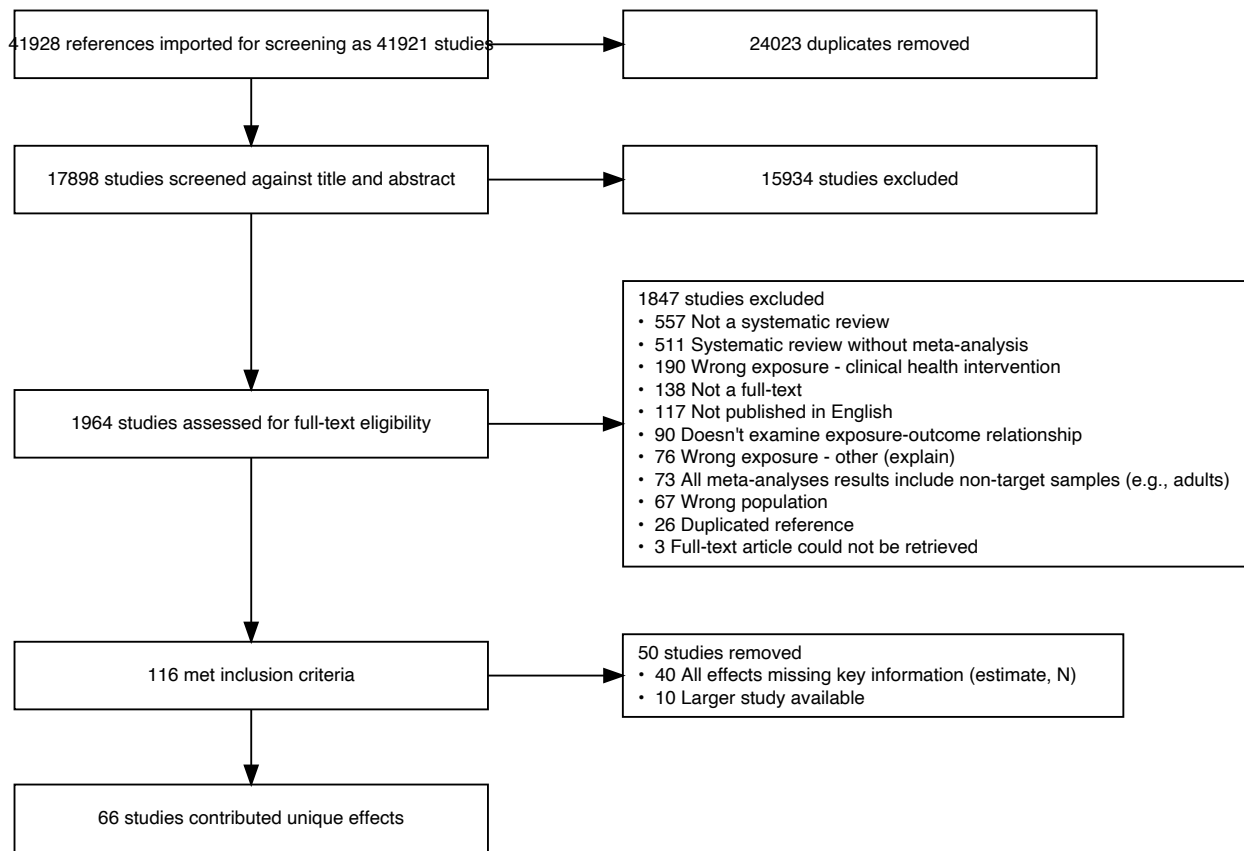 41928 references imported for screening as 41921 studies
24023 duplicates removed
17898 studies screened against title and abstract
15934 studies excluded
1964 studies assessed for full-text eligibility
1847 studies excluded
• 557 Not a systematic review
• 511 Systematic review without meta-analysis
• 190 Wrong exposure - clinical health intervention
• 138 Not a full-text
• 117 Not published in English
• 90 Doesn't examine exposure-outcome relationship
• 76 Wrong exposure - other (explain)
• 73 All meta-analyses results include non-target samples (e.g., adults)
• 67 Wrong population
• 26 Duplicated reference
• 3 Full-text article could not be retrieved
116 met inclusion criteria
50 studies removed
• 40 All effects missing key information (estimate, N)
• 10 Larger study available
66 studies contributed unique effects